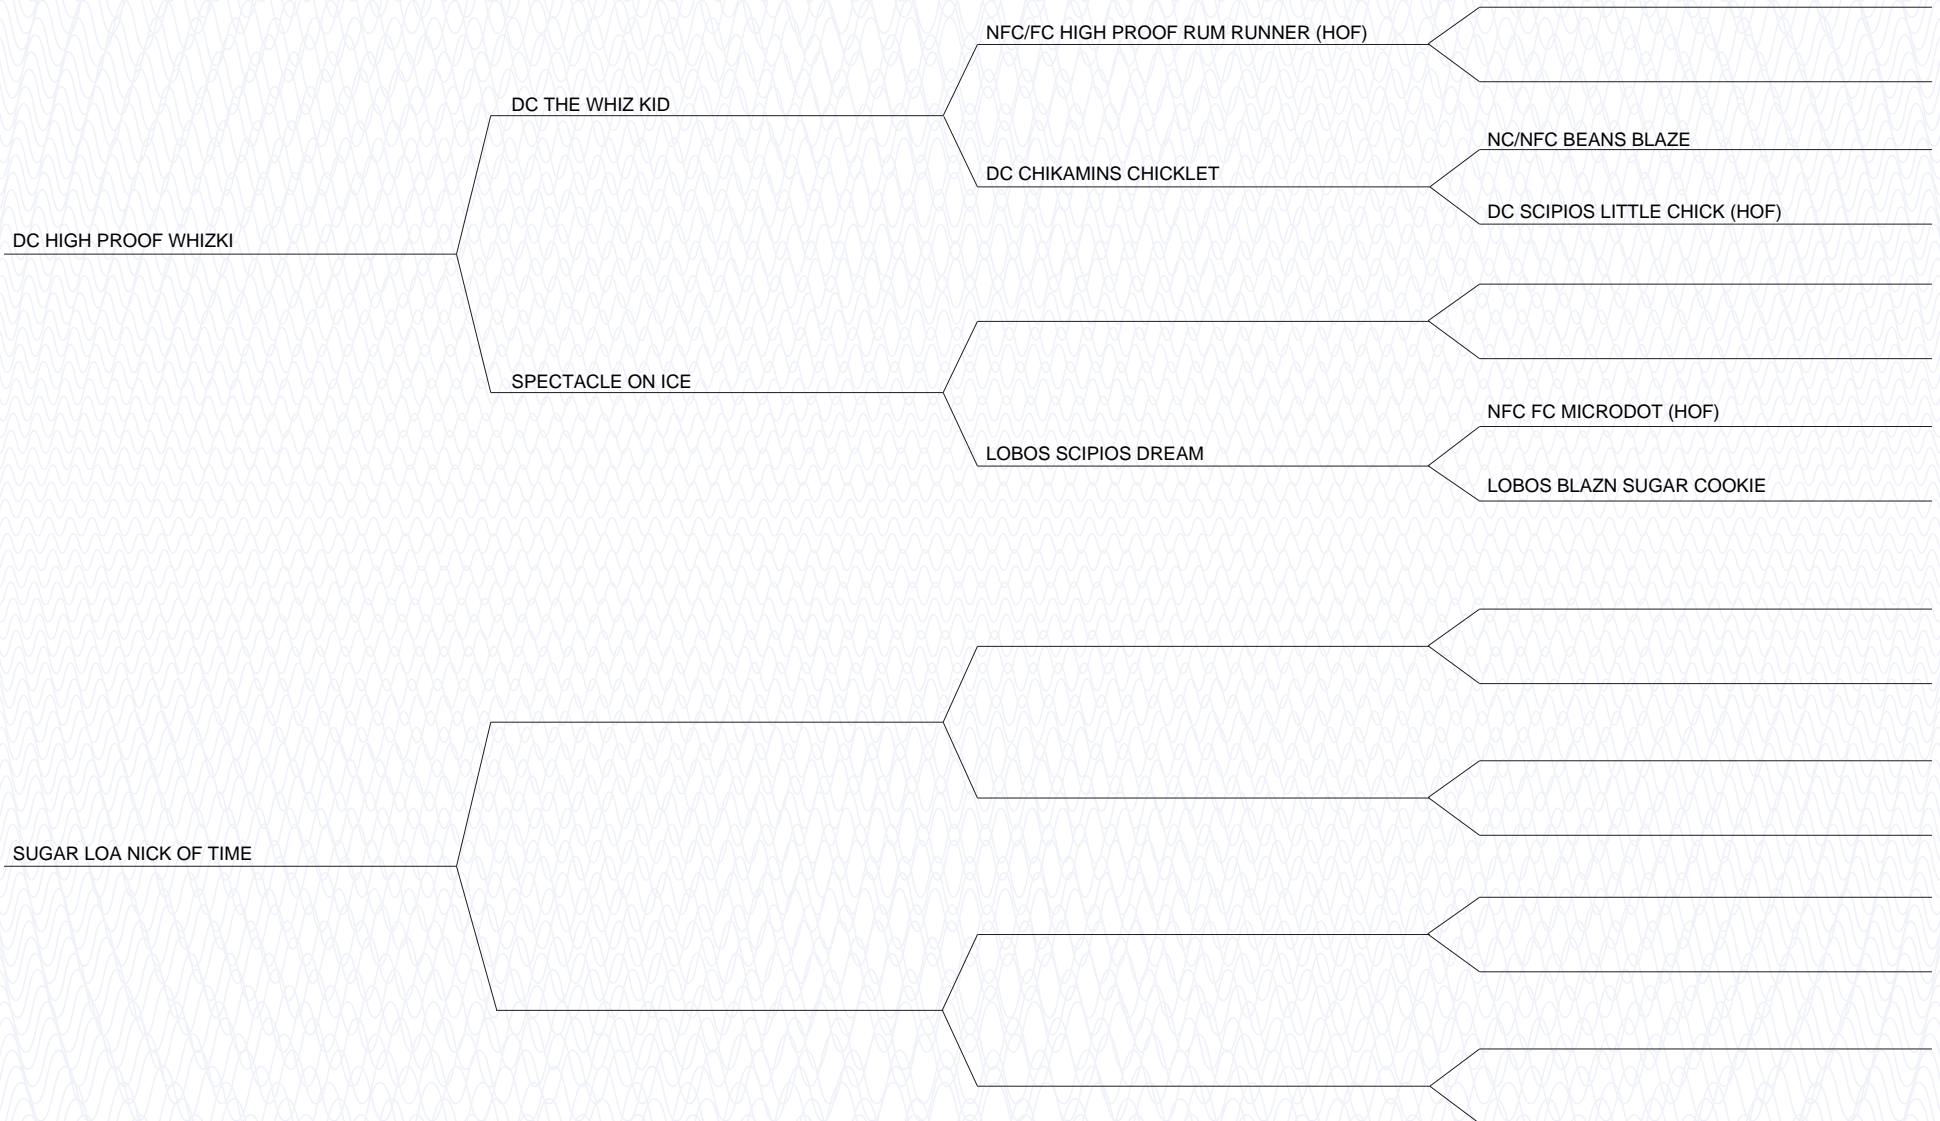 NFC/FC HIGH PROOF RUM RUNNER (HOF)
DC THE WHIZ KID
NC/NFC BEANS BLAZE
DC CHIKAMINS CHICKLET
DC SCIPIOS LITTLE CHICK (HOF)
DC HIGH PROOF WHIZKI
SPECTACLE ON ICE
NFC FC MICRODOT (HOF)
LOBOS SCIPIOS DREAM
LOBOS BLAZN SUGAR COOKIE
SUGAR LOA NICK OF TIME